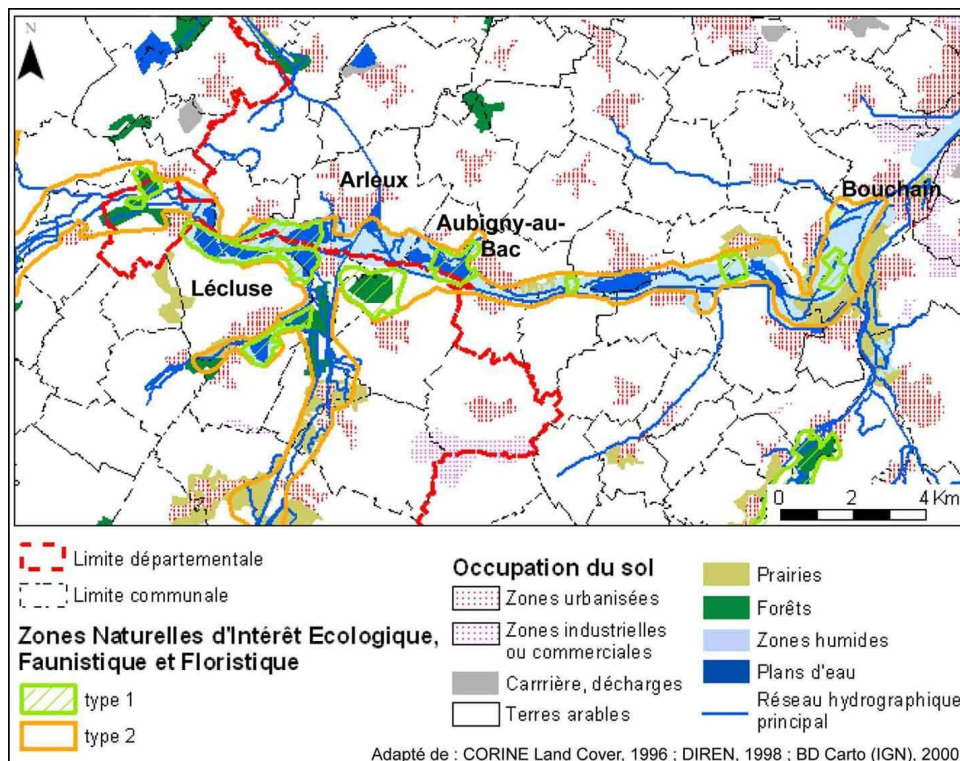 N
Arleux
Aubigny-au-
Bac
Bouchain
Lécluse
0 2 4 Km
Limite départementale
Limite communale
Zones Naturelles d'Intérêt Ecologique,
Faunistique et Floristique
type 1
type 2
Occupation du sol
Zones urbanisées
Zones industrielles
ou commerciales
Carrrière, décharges
Terres arables
Prairies
Forêts
Zones humides
Plans d'eau
Réseau hydrographique
principal
Adapté de : CORINE Land Cover, 1996 ; DIREN, 1998 ; BD Carto (IGN), 2000